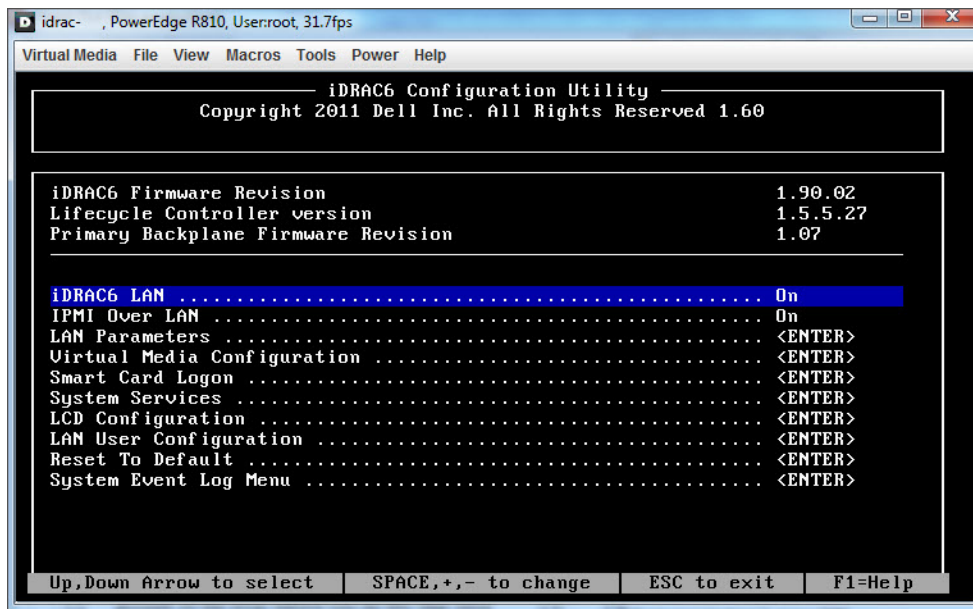 idrac- , PowerEdge R810, User:root, 31.7fps
Virtual Media File View Macros Tools Power Help
iDRAC6 Configuration Utility
Copyright 2011 Dell Inc. All Rights Reserved 1.60
iDRAC6 Firmware Revision 1.90.02
Lifecycle Controller version 1.5.5.27
Primary Backplane Firmware Revision 1.07
iDRAC6 LAN .................................................. On
IPMI Over LAN ............................................... On
LAN Parameters .............................................. <ENTER>
Virtual Media Configuration ................................. <ENTER>
Smart Card Logon ............................................ <ENTER>
System Services ............................................. <ENTER>
LCD Configuration ........................................... <ENTER>
LAN User Configuration ...................................... <ENTER>
Reset To Default ............................................ <ENTER>
System Event Log Menu ....................................... <ENTER>
Up,Down Arrow to select SPACE,+,- to change ESC to exit F1=Help